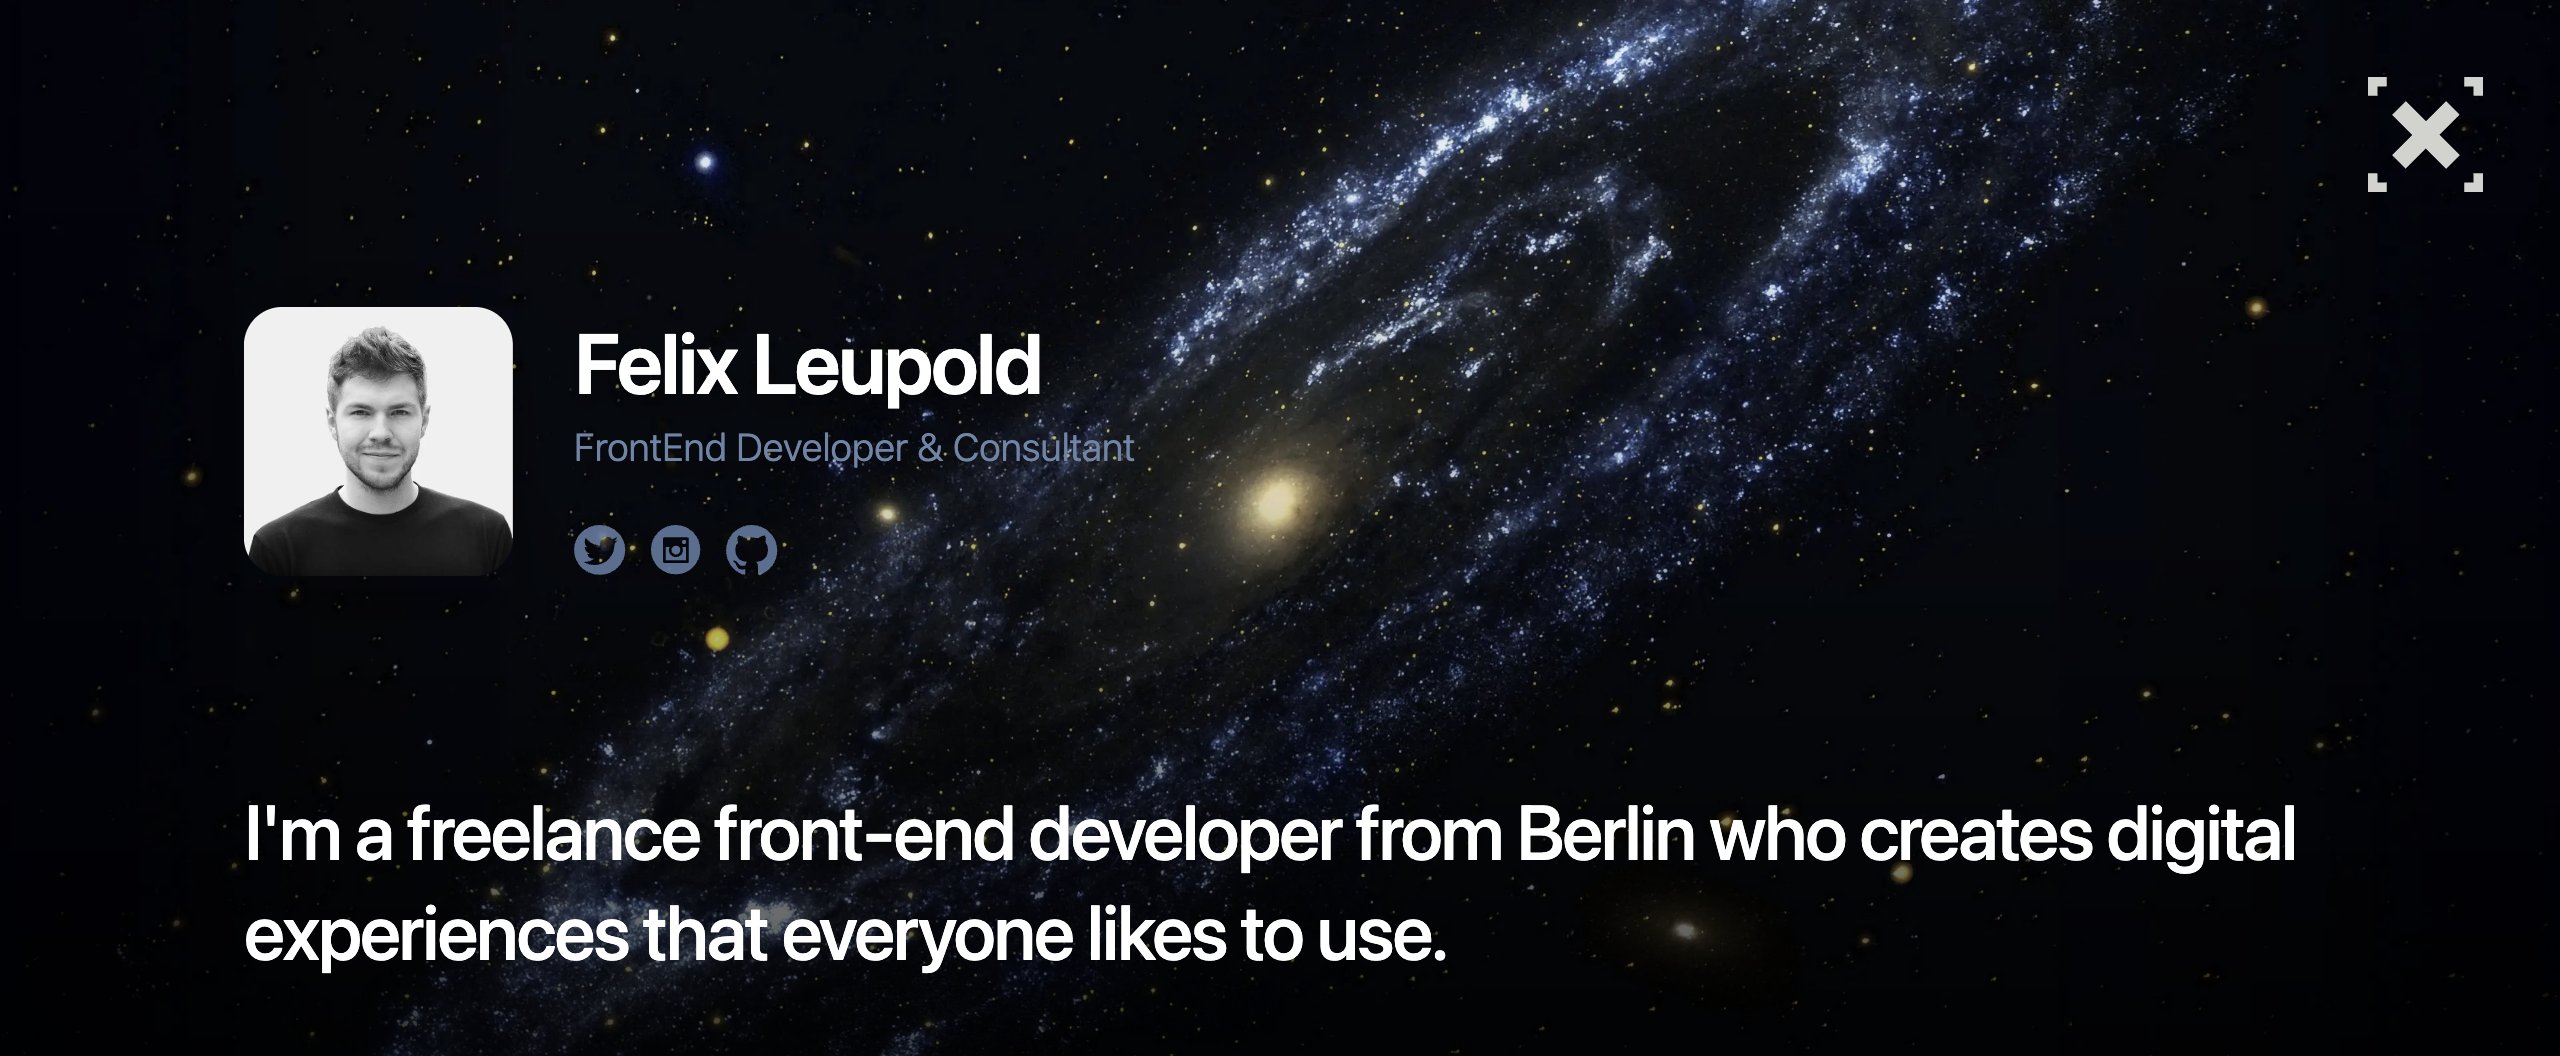 Felix Leupold
FrontEnd Developer & Consultant
I'm a freelance front-end developer from Berlin who creates digital
experiences that everyone likes to use.